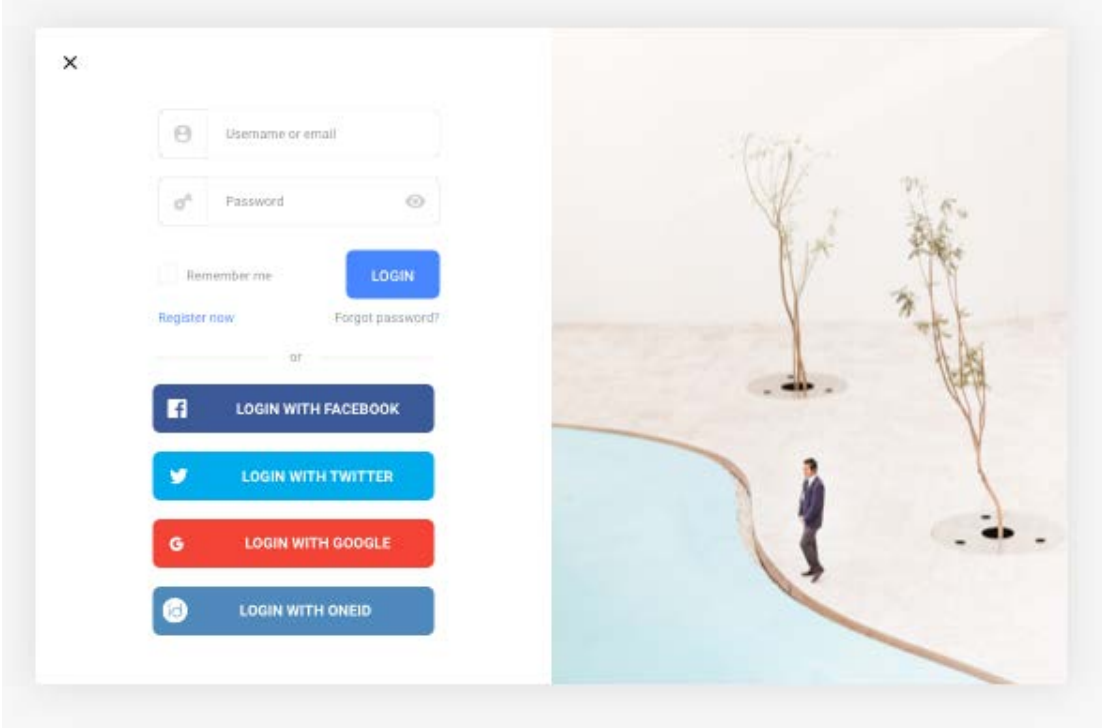 Username or email
Password
Remember me
LOGIN
Register now
Forgot password?
or
LOGIN WITH FACEBOOK
LOGIN WITH TWITTER
G LOGIN WITH GOOGLE
id LOGIN WITH ONEID